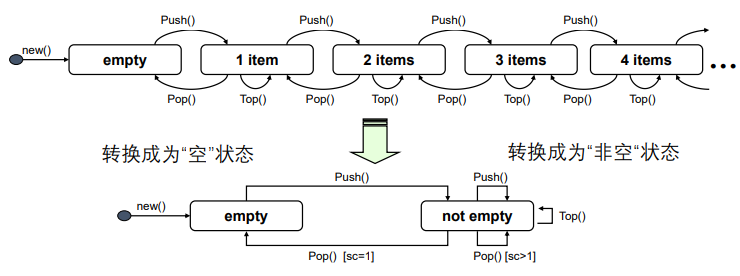 Push() Push() Push() Push()
new()
empty 1 item 2 items 3 items 4 items ...
Pop() Top() Pop() Top() Pop() Top() Pop() Top()
转换成为“空”状态 转换成为“非空“状态
Push() Push()
new()
empty not empty Top()
Pop() [sc=1] Pop() [sc>1]